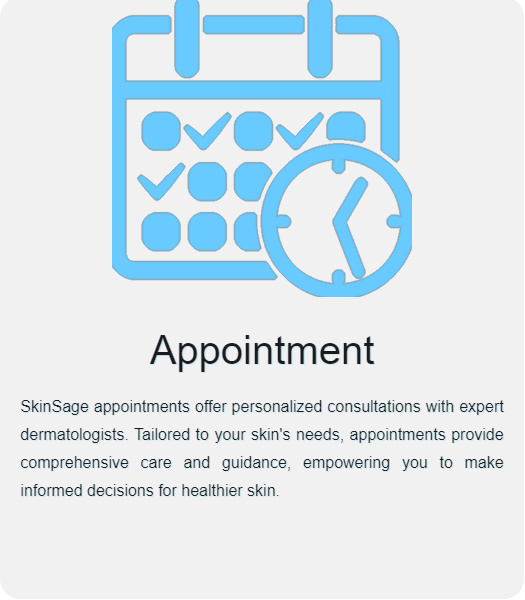 Appointment
SkinSage appointments offer personalized consultations with expert
dermatologists. Tailored to your skin's needs, appointments provide
comprehensive care and guidance, empowering you to make
informed decisions for healthier skin.